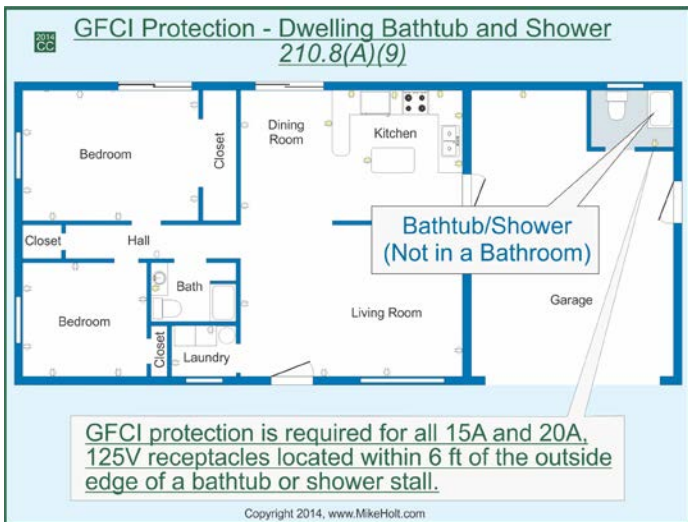 2014
CC
GFCI Protection - Dwelling Bathtub and Shower
210.8(A)(9)
Bedroom
Closet
Dining
Room
Kitchen
Bathtub/Shower
(Not in a Bathroom)
Closet
Hall
Bath
Bedroom
Closet
Laundry
Living Room
Garage
GFCI protection is required for all 15A and 20A,
125V receptacles located within 6 ft of the outside
edge of a bathtub or shower stall.
Copyright 2014, www.MikeHolt.com